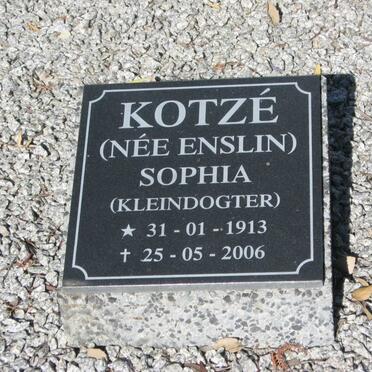 KOTZÉ
(NÉE ENSLIN)
SOPHIA
(KLEINDOGTER)
★ 31 - 01 - 1913
† 25 - 05 - 2006